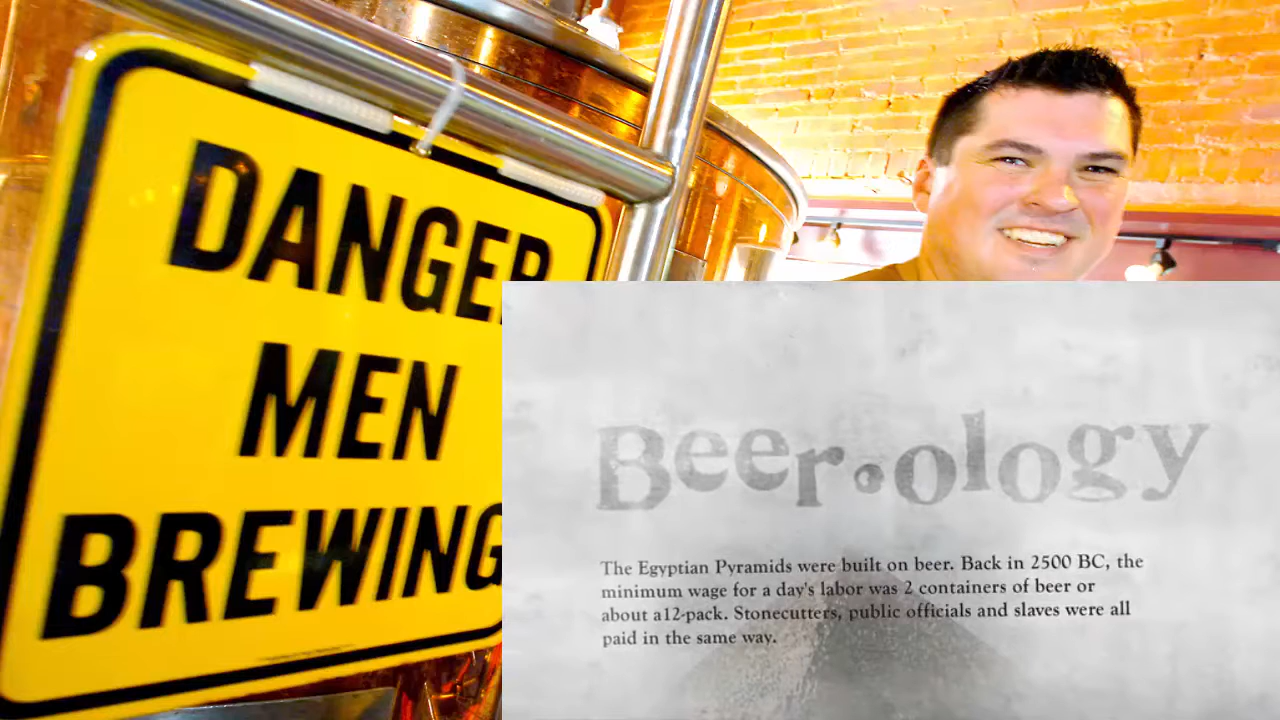 DANGER
MEN
BREWING
Beer•ology
The Egyptian Pyramids were built on beer. Back in 2500 BC, the
minimum wage for a day's labor was 2 containers of beer or
about a12-pack. Stonecutters, public officials and slaves were all
paid in the same way.